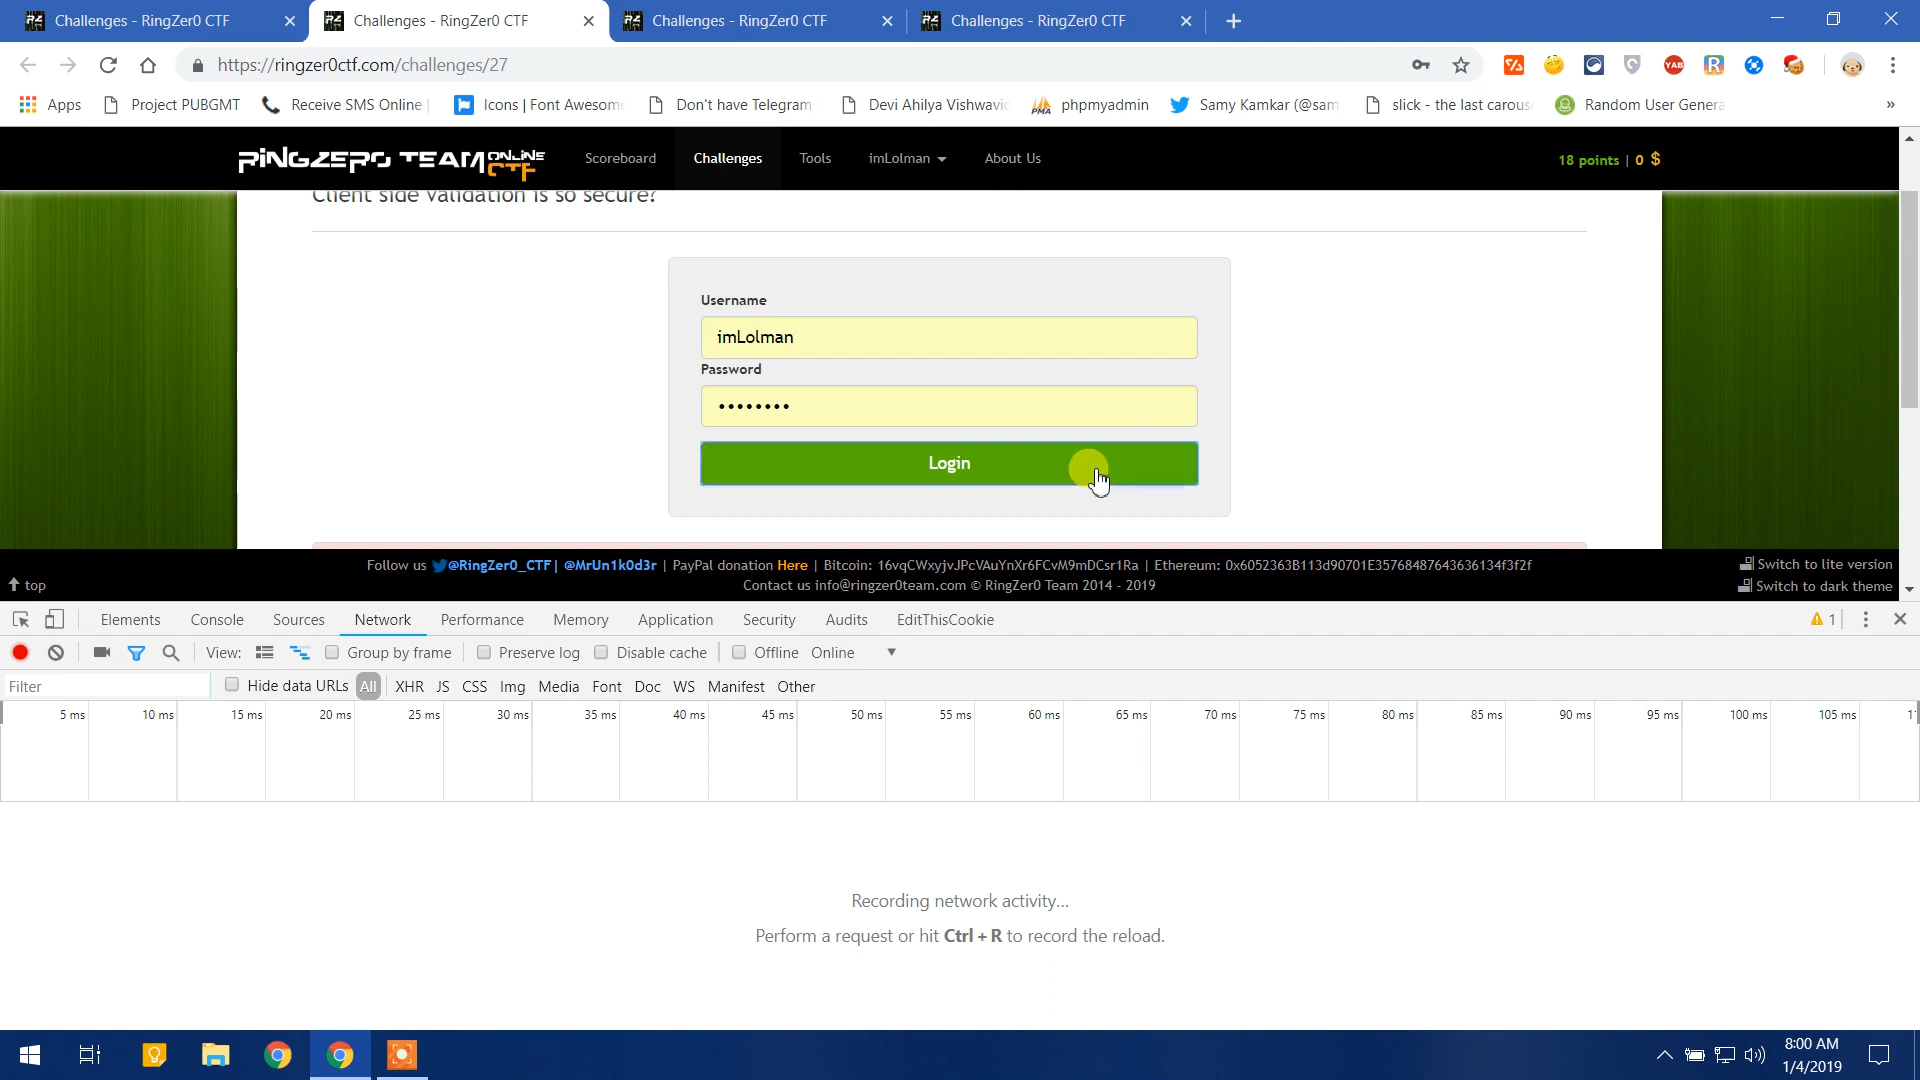 Challenges - RingZer0 CTF
Challenges - RingZer0 CTF
Challenges - RingZer0 CTF
Challenges - RingZer0 CTF
https://ringzer0ctf.com/challenges/27
YAB
Apps
Project PUBGMT
Receive SMS Online |
Icons | Font Awesome
Don't have Telegram
Devi Ahilya Vishwavic
phpmyadmin
Samy Kamkar (@sam
slick - the last carous
Random User Genera
»
RINGZER0 TEAM ONLINE CTF
Scoreboard
Challenges
Tools
imLolman
About Us
18 points | 0 $
Client side validation is so secure?
Username
imLolman
Password
••••••••
Login
Follow us @RingZer0_CTF | @MrUn1k0d3r | PayPal donation Here | Bitcoin: 16vqCWxyjvJPcVAuYnXr6FCvM9mDCsr1Ra | Ethereum: 0x6052363B113d90701E35768487643636134f3f2f
Contact us info@ringzer0team.com © RingZer0 Team 2014 - 2019
top
Switch to lite version
Switch to dark theme
Elements
Console
Sources
Network
Performance
Memory
Application
Security
Audits
EditThisCookie
1
View:
Group by frame
Preserve log
Disable cache
Offline
Online
Filter
Hide data URLs
All
XHR
JS
CSS
Img
Media
Font
Doc
WS
Manifest
Other
5 ms
10 ms
15 ms
20 ms
25 ms
30 ms
35 ms
40 ms
45 ms
50 ms
55 ms
60 ms
65 ms
70 ms
75 ms
80 ms
85 ms
90 ms
95 ms
100 ms
105 ms
Recording network activity...
Perform a request or hit Ctrl + R to record the reload.
8:00 AM
1/4/2019